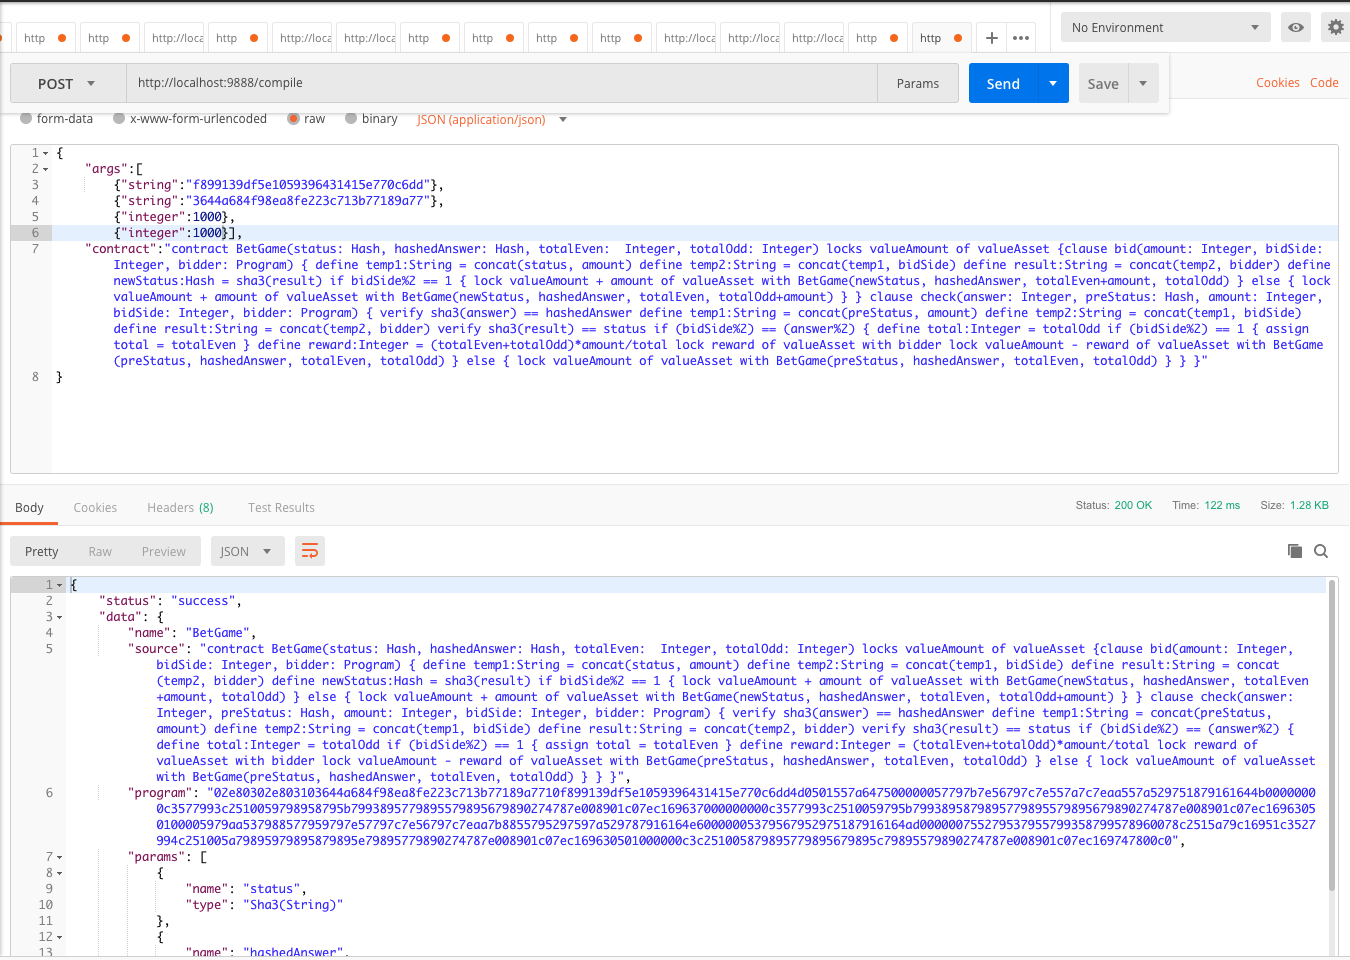 http http http://loca http http://loca http://loca http http http http http://loca http://loca http://loca http http + ••• No Environment
POST http://localhost:9888/compile Params Send Save Cookies Code
form-data x-www-form-urlencoded raw binary JSON (application/json)
1 {
2 "args":[
3 {"string":"f899139df5e1059396431415e770c6dd"},
4 {"string":"3644a684f98ea8fe223c713b77189a77"},
5 {"integer":1000},
6 {"integer":1000}],
7 "contract":"contract BetGame(status: Hash, hashedAnswer: Hash, totalEven:  Integer, totalOdd: Integer) locks valueAmount of valueAsset {clause bid(amount: Integer, bidSide:
Integer, bidder: Program) { define temp1:String = concat(status, amount) define temp2:String = concat(temp1, bidSide) define result:String = concat(temp2, bidder) define
newStatus:Hash = sha3(result) if bidSide%2 == 1 { lock valueAmount + amount of valueAsset with BetGame(newStatus, hashedAnswer, totalEven+amount, totalOdd) } else { lock
valueAmount + amount of valueAsset with BetGame(newStatus, hashedAnswer, totalEven, totalOdd+amount) } } clause check(answer: Integer, preStatus: Hash, amount: Integer,
bidSide: Integer, bidder: Program) { verify sha3(answer) == hashedAnswer define temp1:String = concat(preStatus, amount) define temp2:String = concat(temp1, bidSide)
define result:String = concat(temp2, bidder) verify sha3(result) == status if (bidSide%2) == (answer%2) { define total:Integer = totalOdd if (bidSide%2) == 1 { assign
total = totalEven } define reward:Integer = (totalEven+totalOdd)*amount/total lock reward of valueAsset with bidder lock valueAmount - reward of valueAsset with BetGame
(preStatus, hashedAnswer, totalEven, totalOdd) } else { lock valueAmount of valueAsset with BetGame(preStatus, hashedAnswer, totalEven, totalOdd) } } }"
8 }
Body Cookies Headers (8) Test Results Status: 200 OK Time: 122 ms Size: 1.28 KB
Pretty Raw Preview JSON
1 {
2 "status": "success",
3 "data": {
4 "name": "BetGame",
5 "source": "contract BetGame(status: Hash, hashedAnswer: Hash, totalEven:  Integer, totalOdd: Integer) locks valueAmount of valueAsset {clause bid(amount: Integer,
bidSide: Integer, bidder: Program) { define temp1:String = concat(status, amount) define temp2:String = concat(temp1, bidSide) define result:String = concat
(temp2, bidder) define newStatus:Hash = sha3(result) if bidSide%2 == 1 { lock valueAmount + amount of valueAsset with BetGame(newStatus, hashedAnswer, totalEven
+amount, totalOdd) } else { lock valueAmount + amount of valueAsset with BetGame(newStatus, hashedAnswer, totalEven, totalOdd+amount) } } clause check(answer:
Integer, preStatus: Hash, amount: Integer, bidSide: Integer, bidder: Program) { verify sha3(answer) == hashedAnswer define temp1:String = concat(preStatus,
amount) define temp2:String = concat(temp1, bidSide) define result:String = concat(temp2, bidder) verify sha3(result) == status if (bidSide%2) == (answer%2) {
define total:Integer = totalOdd if (bidSide%2) == 1 { assign total = totalEven } define reward:Integer = (totalEven+totalOdd)*amount/total lock reward of
valueAsset with bidder lock valueAmount - reward of valueAsset with BetGame(preStatus, hashedAnswer, totalEven, totalOdd) } else { lock valueAmount of valueAsset
with BetGame(preStatus, hashedAnswer, totalEven, totalOdd) } } }",
6 "program": "02e80302e803103644a684f98ea8fe223c713b77189a7710f899139df5e1059396431415e770c6dd4d0501557a647500000057797b7e56797c7e557a7c7eaa557a529751879161644b0000000
0c3577993c2510059798958795b79938957798955798956798902747​87e008901c07ec169637000000000c3577993c251005979​5b799389587989577989557989567989027​4787e008901c07ec1696305
0100005979aa537988577959797e57797c7e56797c7eaa7b8855795297597a529787916164e60000005379567952975187916164ad00000075527953795579935879957896007​8c2515a79c16951c3527
994c251005a79895979895879895e79895779890274787e008901c07ec169630501000000c3c251005879895779895679895c79895579890274787e008901c07ec169747800c0",
7 "params": [
8 {
9 "name": "status",
10 "type": "Sha3(String)"
11 },
12 {
13 "name": "hashedAnswer",